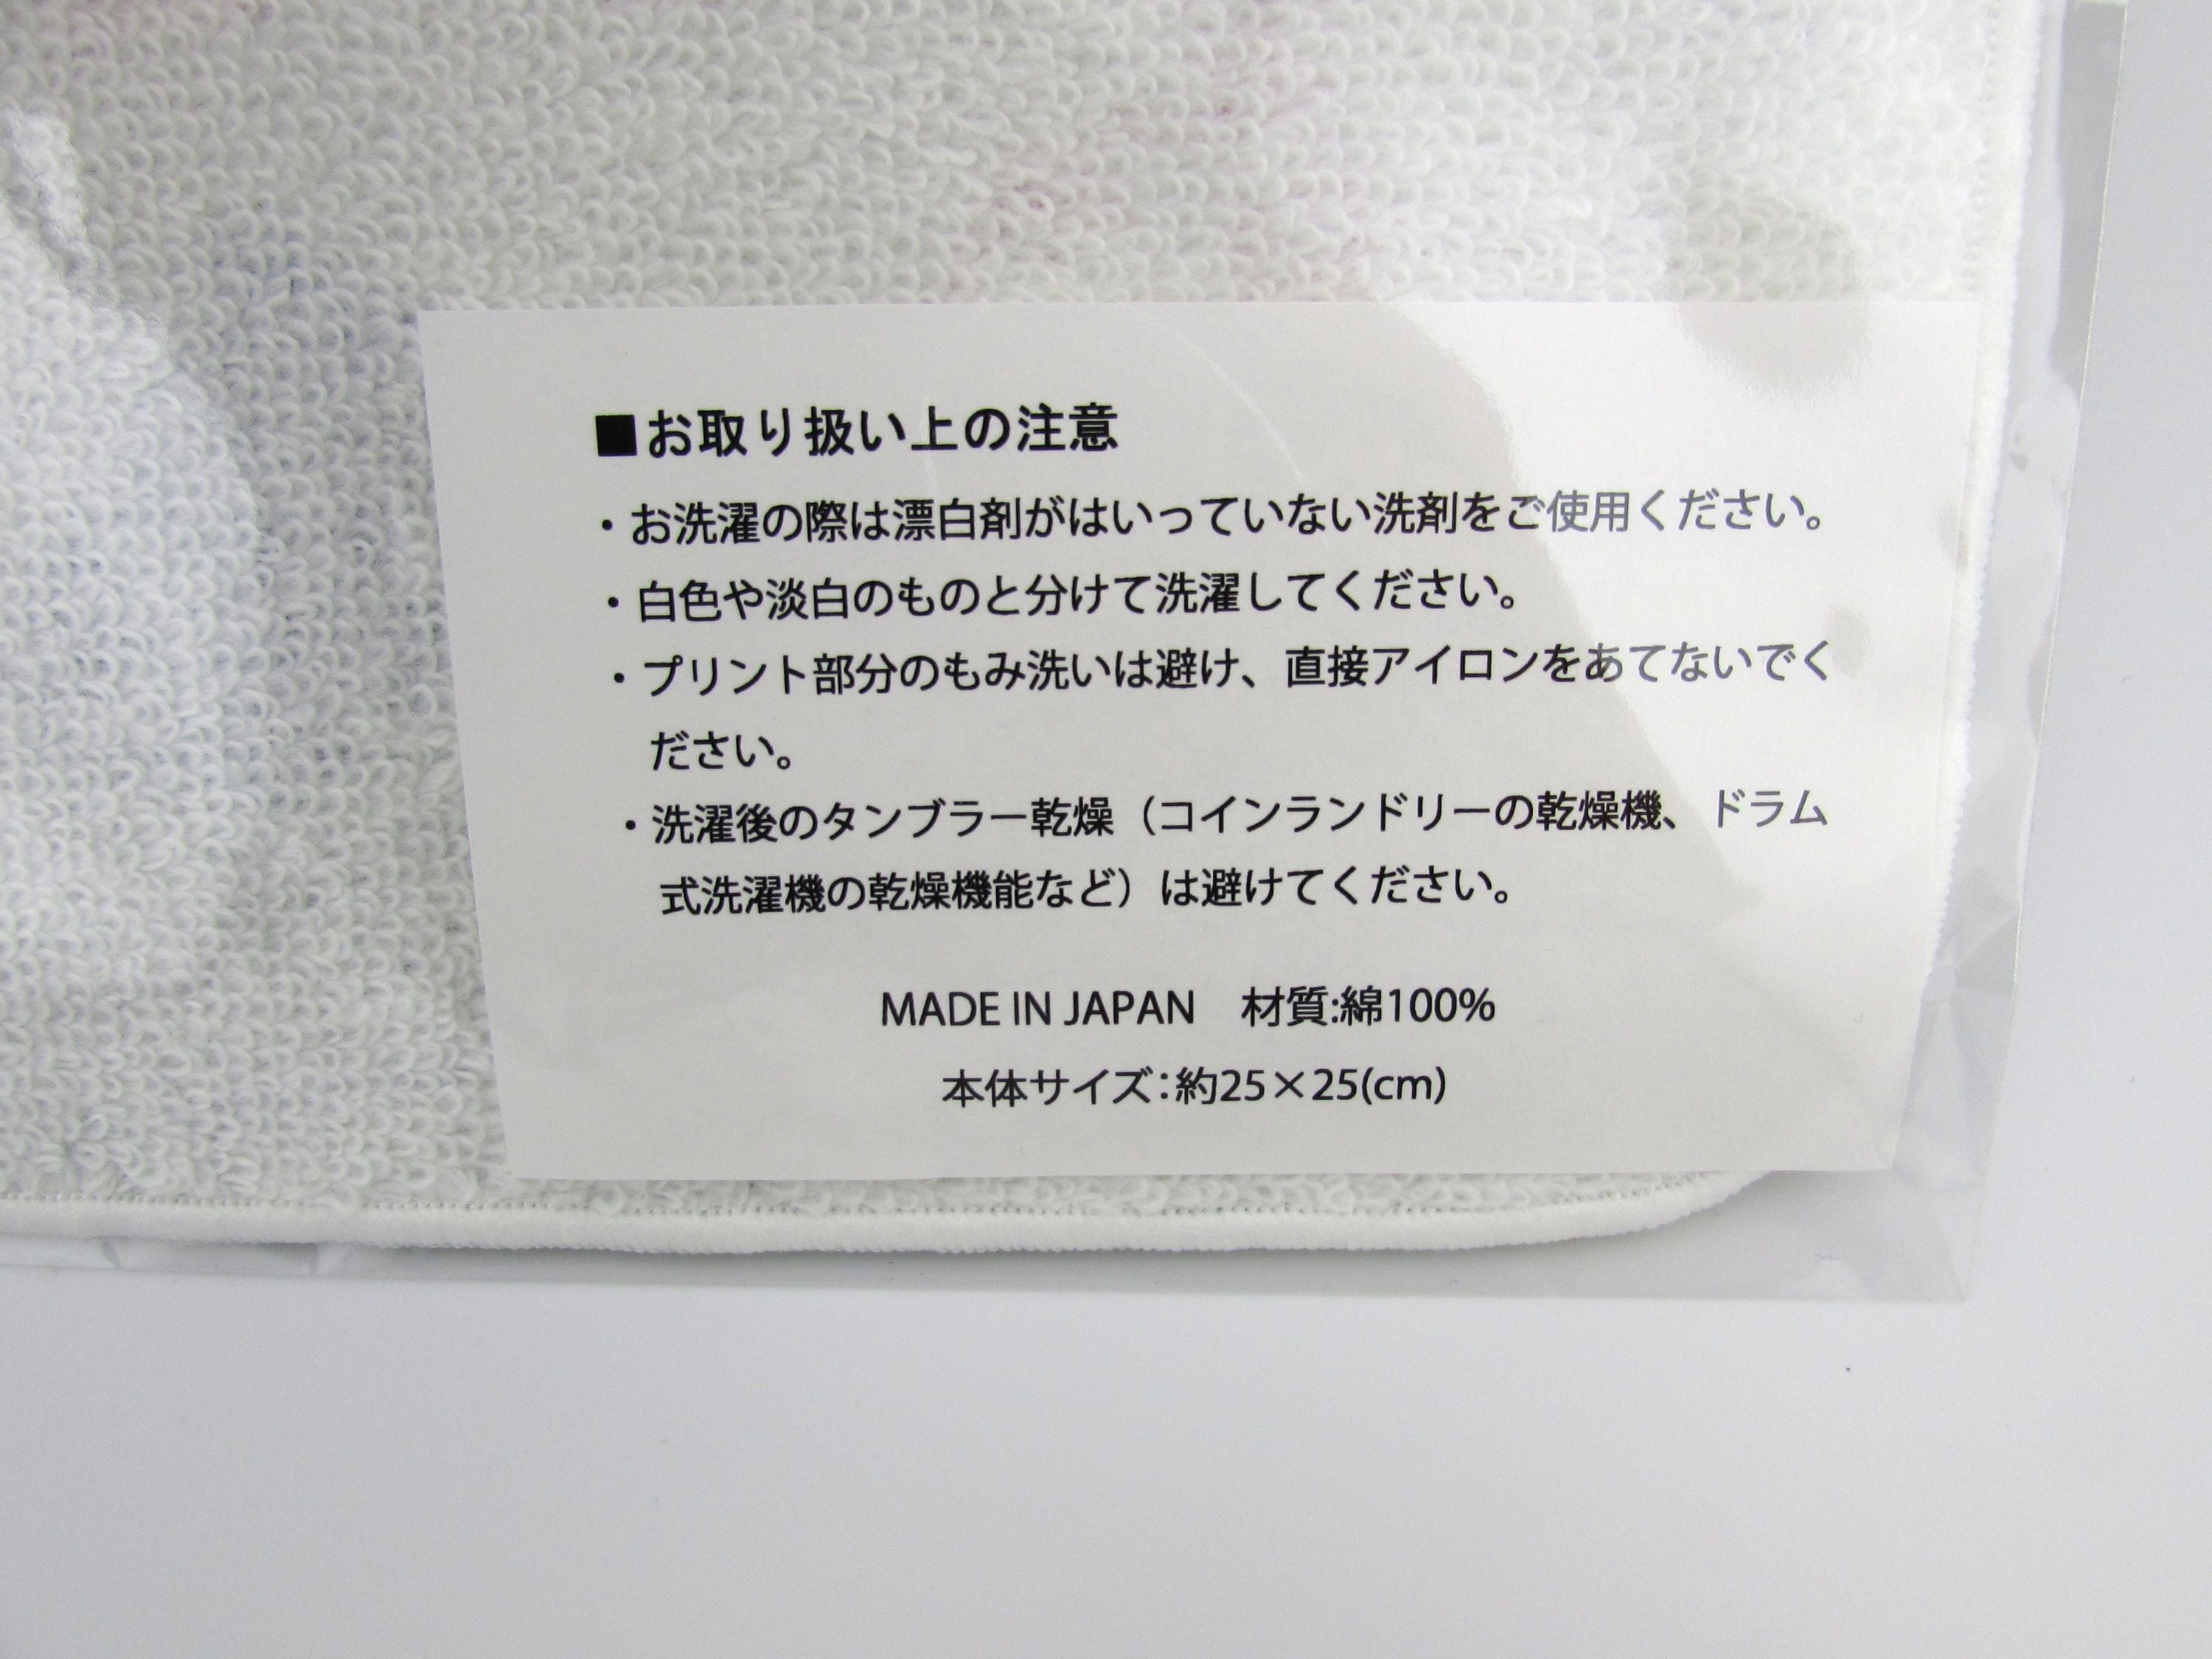 ■お取り扱い上の注意
・お洗濯の際は漂白剤がはいっていない洗剤をご使用ください。
・白色や淡白のものと分けて洗濯してください。
・プリント部分のもみ洗いは避け、直接アイロンをあてないでく
ださい。
・洗濯後のタンブラー乾燥（コインランドリーの乾燥機、ドラム
式洗濯機の乾燥機能など）は避けてください。
MADE IN JAPAN　材質:綿100%
本体サイズ:約25×25(cm)